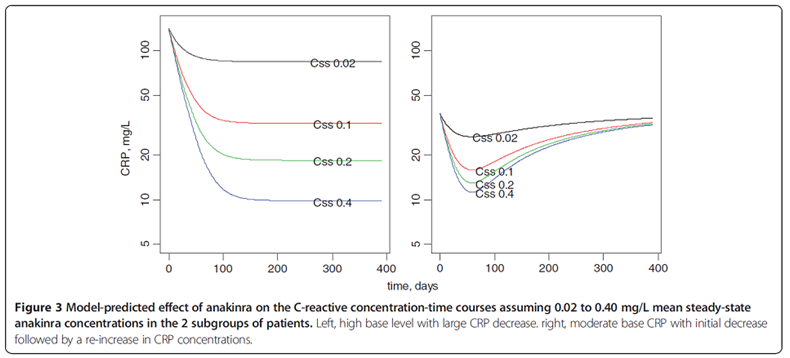 CRP, mg/L
100
50
20
10
5
Css 0.02
Css 0.1
Css 0.2
Css 0.4
0
100
200
300
400
100
50
20
10
5
Css 0.02
Css 0.1
Css 0.2
Css 0.4
0
100
200
300
400
time, days
Figure 3 Model-predicted effect of anakinra on the C-reactive concentration-time courses assuming 0.02 to 0.40 mg/L mean steady-state
anakinra concentrations in the 2 subgroups of patients. Left, high base level with large CRP decrease. right, moderate base CRP with initial decrease
followed by a re-increase in CRP concentrations.